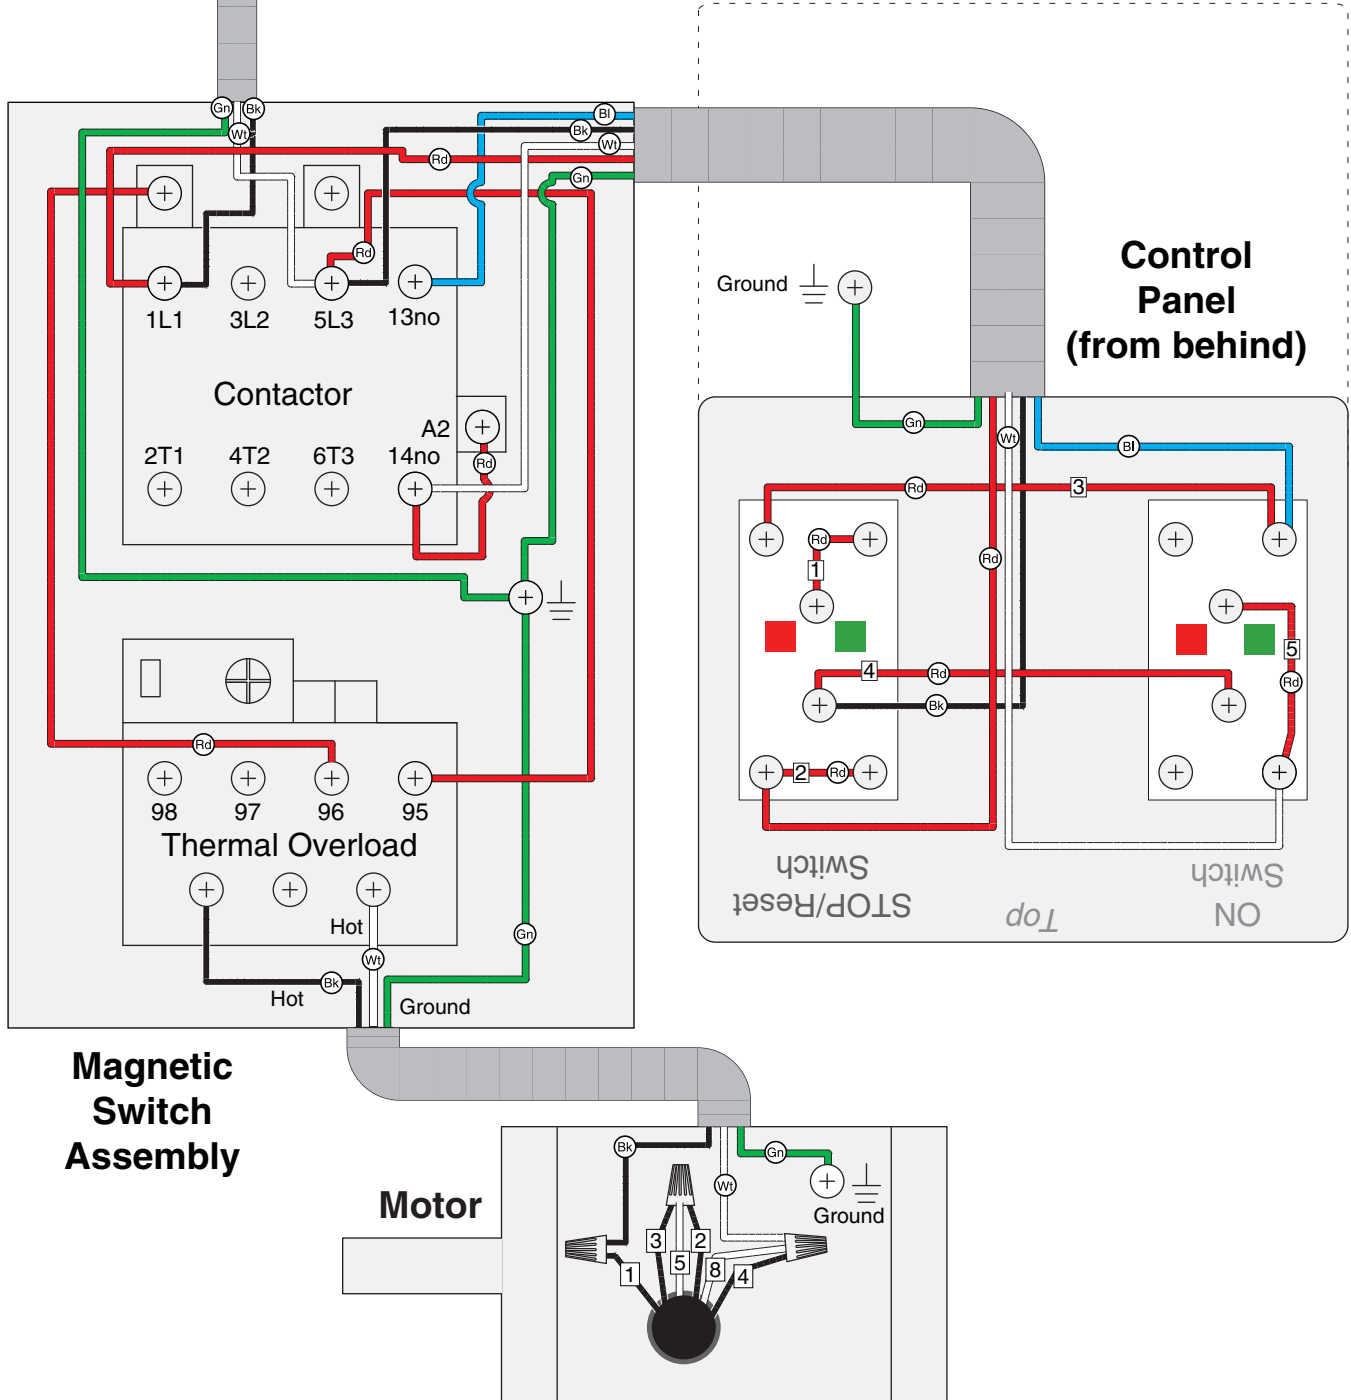 Gn
Bk
Wt
Bl
Bk
Wt
Rd
Gn
Rd
1L1
3L2
5L3
13no
Contactor
A2
2T1
4T2
6T3
14no
Rd
Rd
98
97
96
95
Thermal Overload
Hot
Wt
Bk
Hot
Ground
Gn
Magnetic
Switch
Assembly
Control
Panel
(from behind)
Ground
Gn
Wt
Bl
Rd
3
Rd
1
Rd
4
Rd
Bk
5
Rd
2
Rd
Switch
STOP/Reset
Top
Switch
ON
Motor
Bk
Gn
Wt
Ground
3
2
5
8
1
4